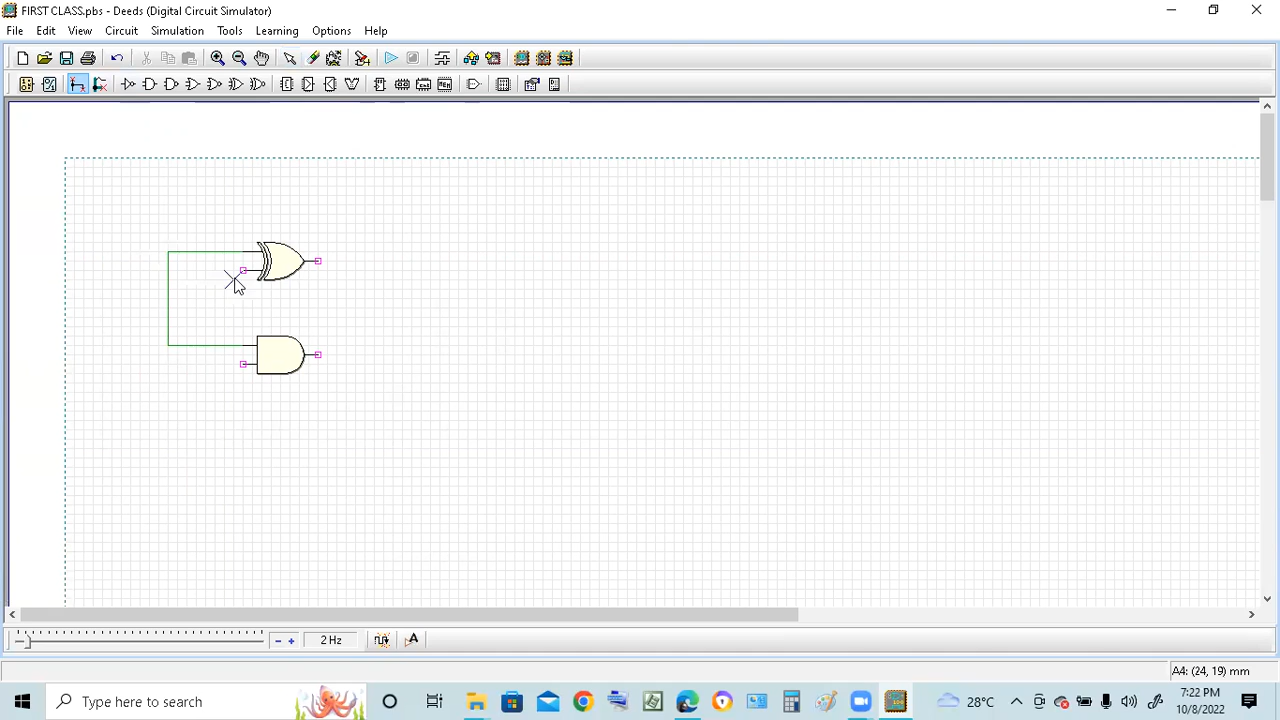 FIRST CLASS.pbs - Deeds (Digital Circuit Simulator)
File Edit View Circuit Simulation Tools Learning Options Help
2 Hz
A4: (24, 19) mm
Type here to search
28°C
7:22 PM
10/8/2022